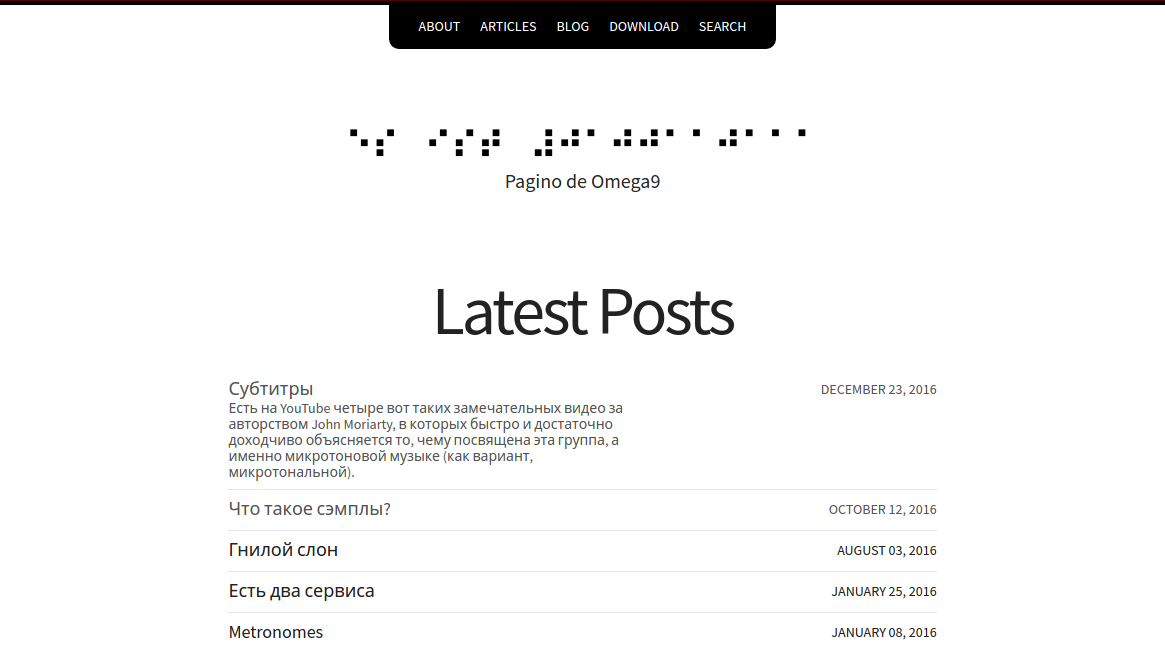 ABOUT ARTICLES BLOG DOWNLOAD SEARCH
Pagino de Omega9
Latest Posts
Субтитры DECEMBER 23, 2016
Есть на YouTube четыре вот таких замечательных видео за
авторством John Moriarty, в которых быстро и достаточно
доходчиво объясняется то, чему посвящена эта группа, а
именно микротоновой музыке (как вариант,
микротональной).
Что такое сэмплы? OCTOBER 12, 2016
Гнилой слон AUGUST 03, 2016
Есть два сервиса JANUARY 25, 2016
Metronomes JANUARY 08, 2016